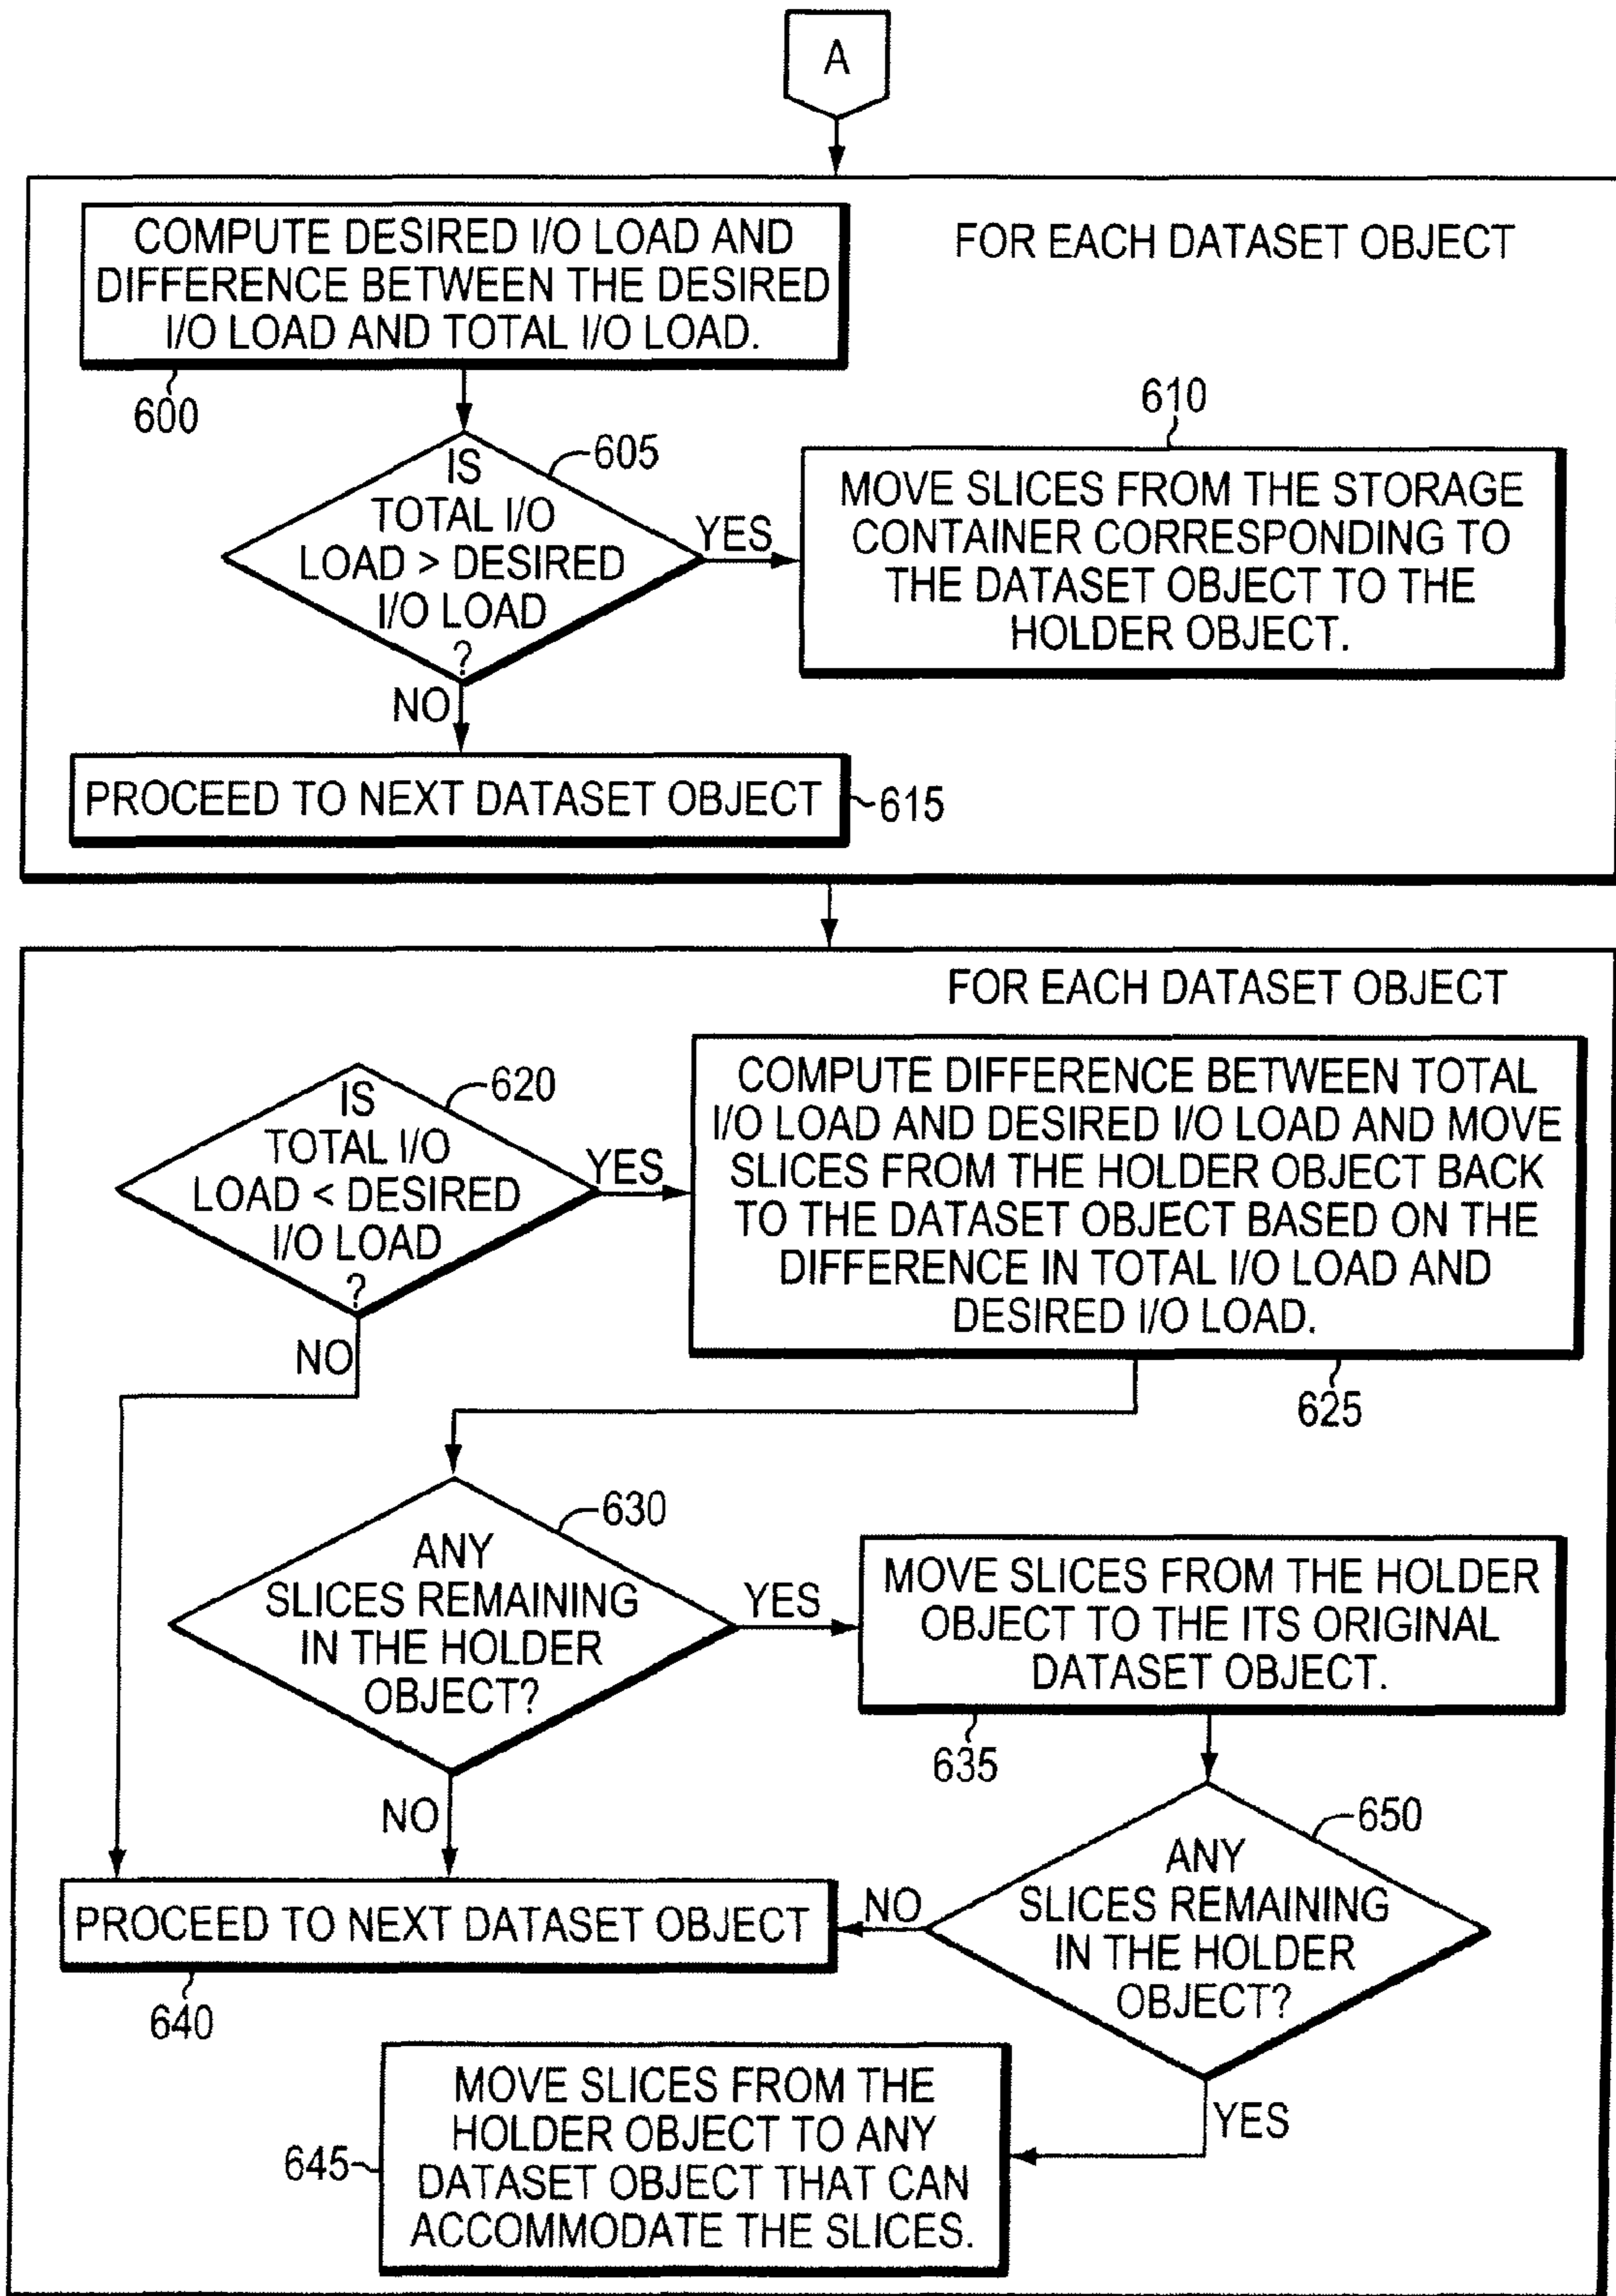 A
COMPUTE DESIRED I/O LOAD AND
DIFFERENCE BETWEEN THE DESIRED
I/O LOAD AND TOTAL I/O LOAD.
FOR EACH DATASET OBJECT
600
IS
TOTAL I/O
LOAD > DESIRED
I/O LOAD
?
605
YES
610
MOVE SLICES FROM THE STORAGE
CONTAINER CORRESPONDING TO
THE DATASET OBJECT TO THE
HOLDER OBJECT.
NO
PROCEED TO NEXT DATASET OBJECT
615
FOR EACH DATASET OBJECT
IS
TOTAL I/O
LOAD < DESIRED
I/O LOAD
?
620
YES
COMPUTE DIFFERENCE BETWEEN TOTAL
I/O LOAD AND DESIRED I/O LOAD AND MOVE
SLICES FROM THE HOLDER OBJECT BACK
TO THE DATASET OBJECT BASED ON THE
DIFFERENCE IN TOTAL I/O LOAD AND
DESIRED I/O LOAD.
NO
625
ANY
SLICES REMAINING
IN THE HOLDER
OBJECT?
630
YES
MOVE SLICES FROM THE HOLDER
OBJECT TO THE ITS ORIGINAL
DATASET OBJECT.
635
NO
ANY
SLICES REMAINING
IN THE HOLDER
OBJECT?
650
NO
PROCEED TO NEXT DATASET OBJECT
640
YES
MOVE SLICES FROM THE
HOLDER OBJECT TO ANY
DATASET OBJECT THAT CAN
ACCOMMODATE THE SLICES.
645